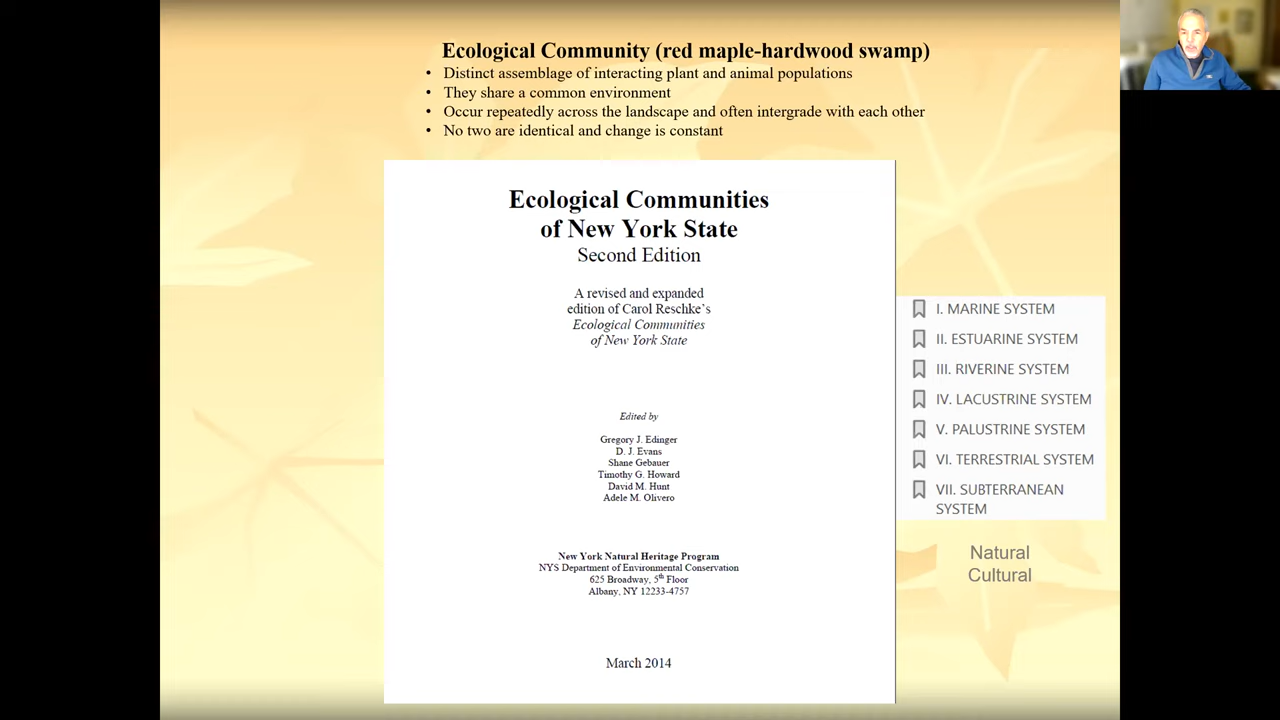 Ecological Community (red maple-hardwood swamp)
• Distinct assemblage of interacting plant and animal populations
• They share a common environment
• Occur repeatedly across the landscape and often intergrade with each other
• No two are identical and change is constant
Ecological Communities
of New York State
Second Edition
A revised and expanded
edition of Carol Reschke's
Ecological Communities
of New York State
Edited by
Gregory J. Edinger
D. J. Evans
Shane Gebauer
Timothy G. Howard
David M. Hunt
Adele M. Olivero
New York Natural Heritage Program
NYS Department of Environmental Conservation
625 Broadway, 5th Floor
Albany, NY 12233-4757
March 2014
I. MARINE SYSTEM
II. ESTUARINE SYSTEM
III. RIVERINE SYSTEM
IV. LACUSTRINE SYSTEM
V. PALUSTRINE SYSTEM
VI. TERRESTRIAL SYSTEM
VII. SUBTERRANEAN
SYSTEM
Natural
Cultural